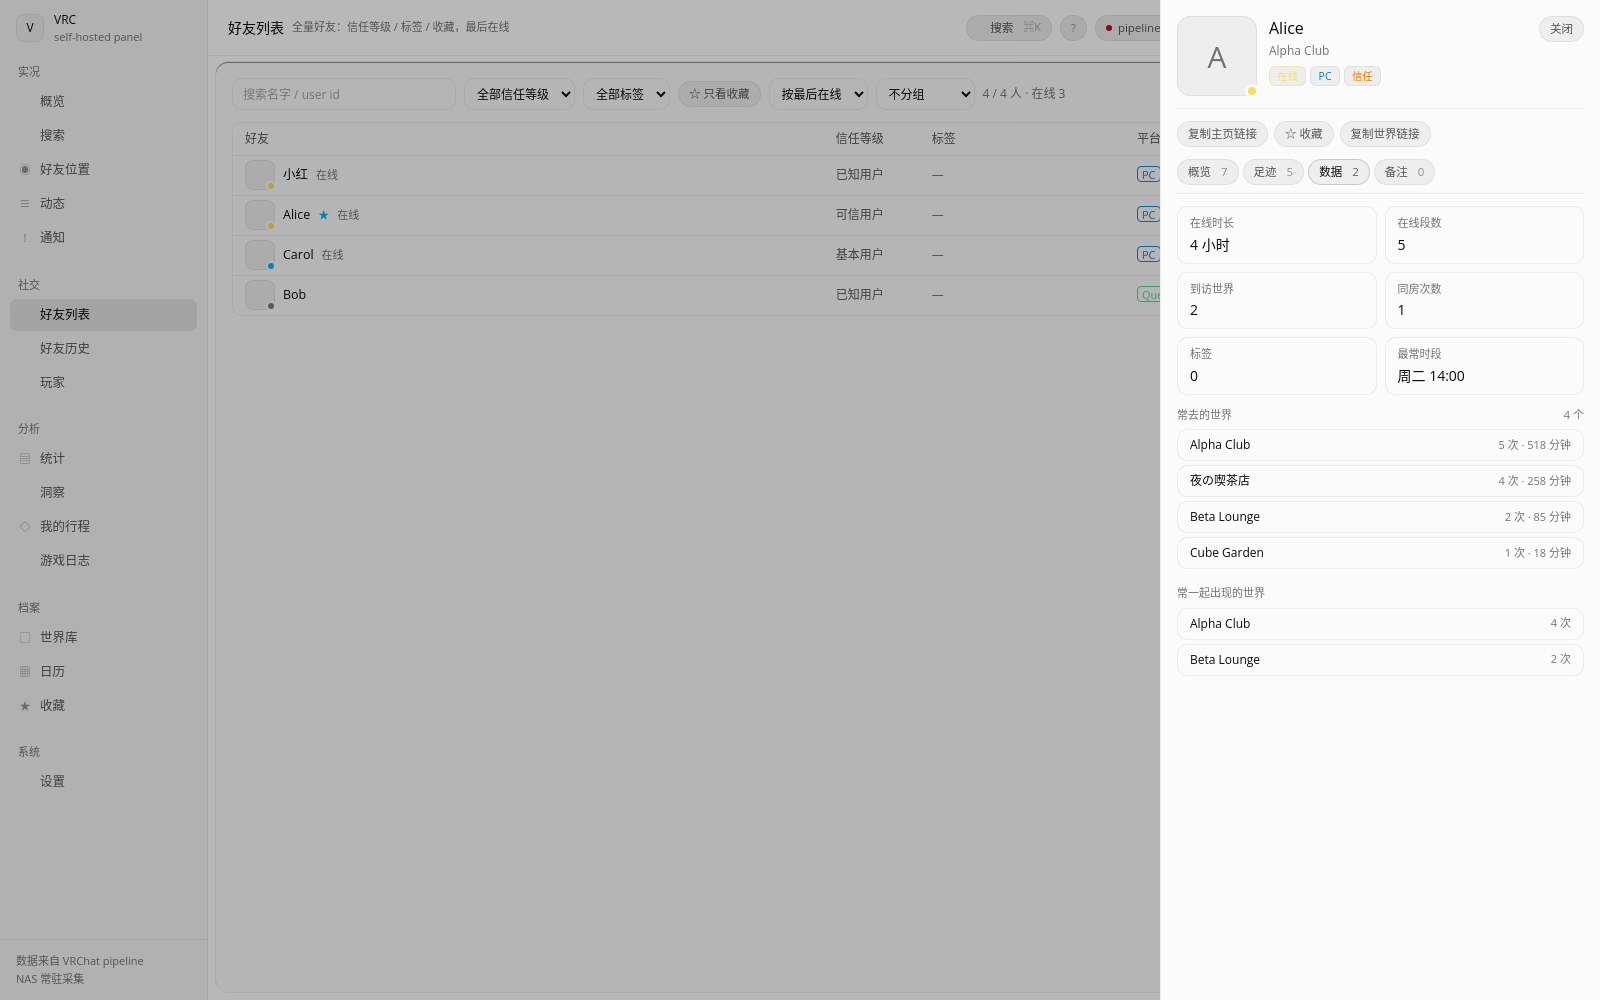 V
VRC
self-hosted panel
实况
概览
搜索
好友位置
动态
通知
社交
好友列表
好友历史
玩家
分析
统计
洞察
我的行程
游戏日志
档案
世界库
日历
收藏
系统
设置
数据来自 VRChat pipeline
NAS 常驻采集
好友列表 全量好友：信任等级 / 标签 / 收藏，最后在线
搜索 ⌘K ? pipeline
搜索名字 / user id 全部信任等级 全部标签 ☆ 只看收藏 按最后在线 不分组 4 / 4 人 · 在线 3
好友 信任等级 标签 平台
小红 在线 已知用户 — PC
Alice ★ 在线 可信用户 — PC
Carol 在线 基本用户 — PC
Bob 已知用户 — Que
A
Alice
关闭
Alpha Club
在线 PC 信任
复制主页链接 ☆ 收藏 复制世界链接
概览 7 足迹 5 数据 2 备注 0
在线时长
4 小时
在线段数
5
到访世界
2
同房次数
1
标签
0
最常时段
周二 14:00
常去的世界 4 个
Alpha Club 5 次 · 518 分钟
夜の喫茶店 4 次 · 258 分钟
Beta Lounge 2 次 · 85 分钟
Cube Garden 1 次 · 18 分钟
常一起出现的世界
Alpha Club 4 次
Beta Lounge 2 次